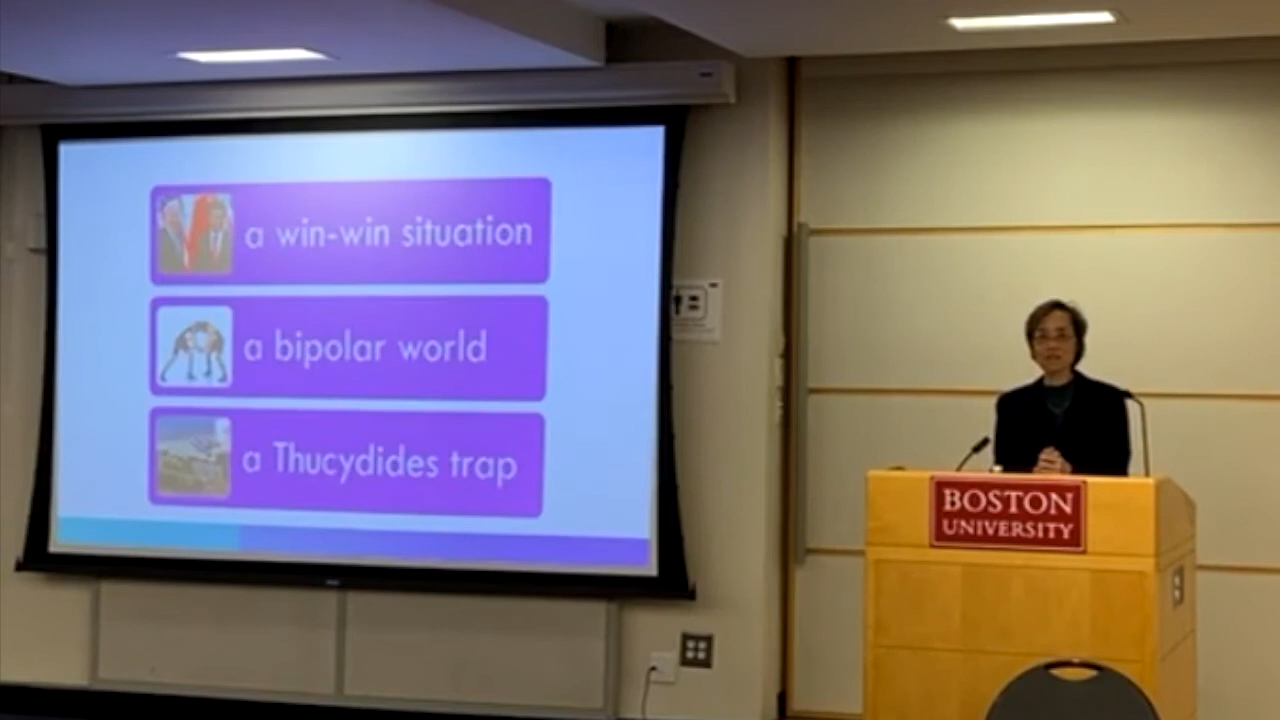 a win-win situation
a bipolar world
a Thucydides trap
BOSTON
UNIVERSITY